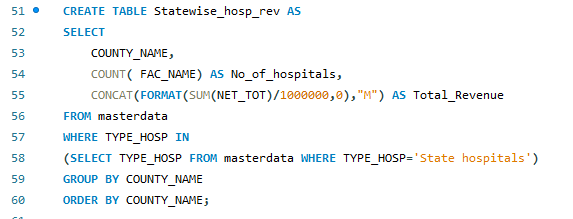 51 CREATE TABLE Statewise_hosp_rev AS
52 SELECT
53 COUNTY_NAME,
54 COUNT( FAC_NAME) AS No_of_hospitals,
55 CONCAT(FORMAT(SUM(NET_TOT)/1000000,0),"M") AS Total_Revenue
56 FROM masterdata
57 WHERE TYPE_HOSP IN
58 (SELECT TYPE_HOSP FROM masterdata WHERE TYPE_HOSP='State hospitals')
59 GROUP BY COUNTY_NAME
60 ORDER BY COUNTY_NAME;